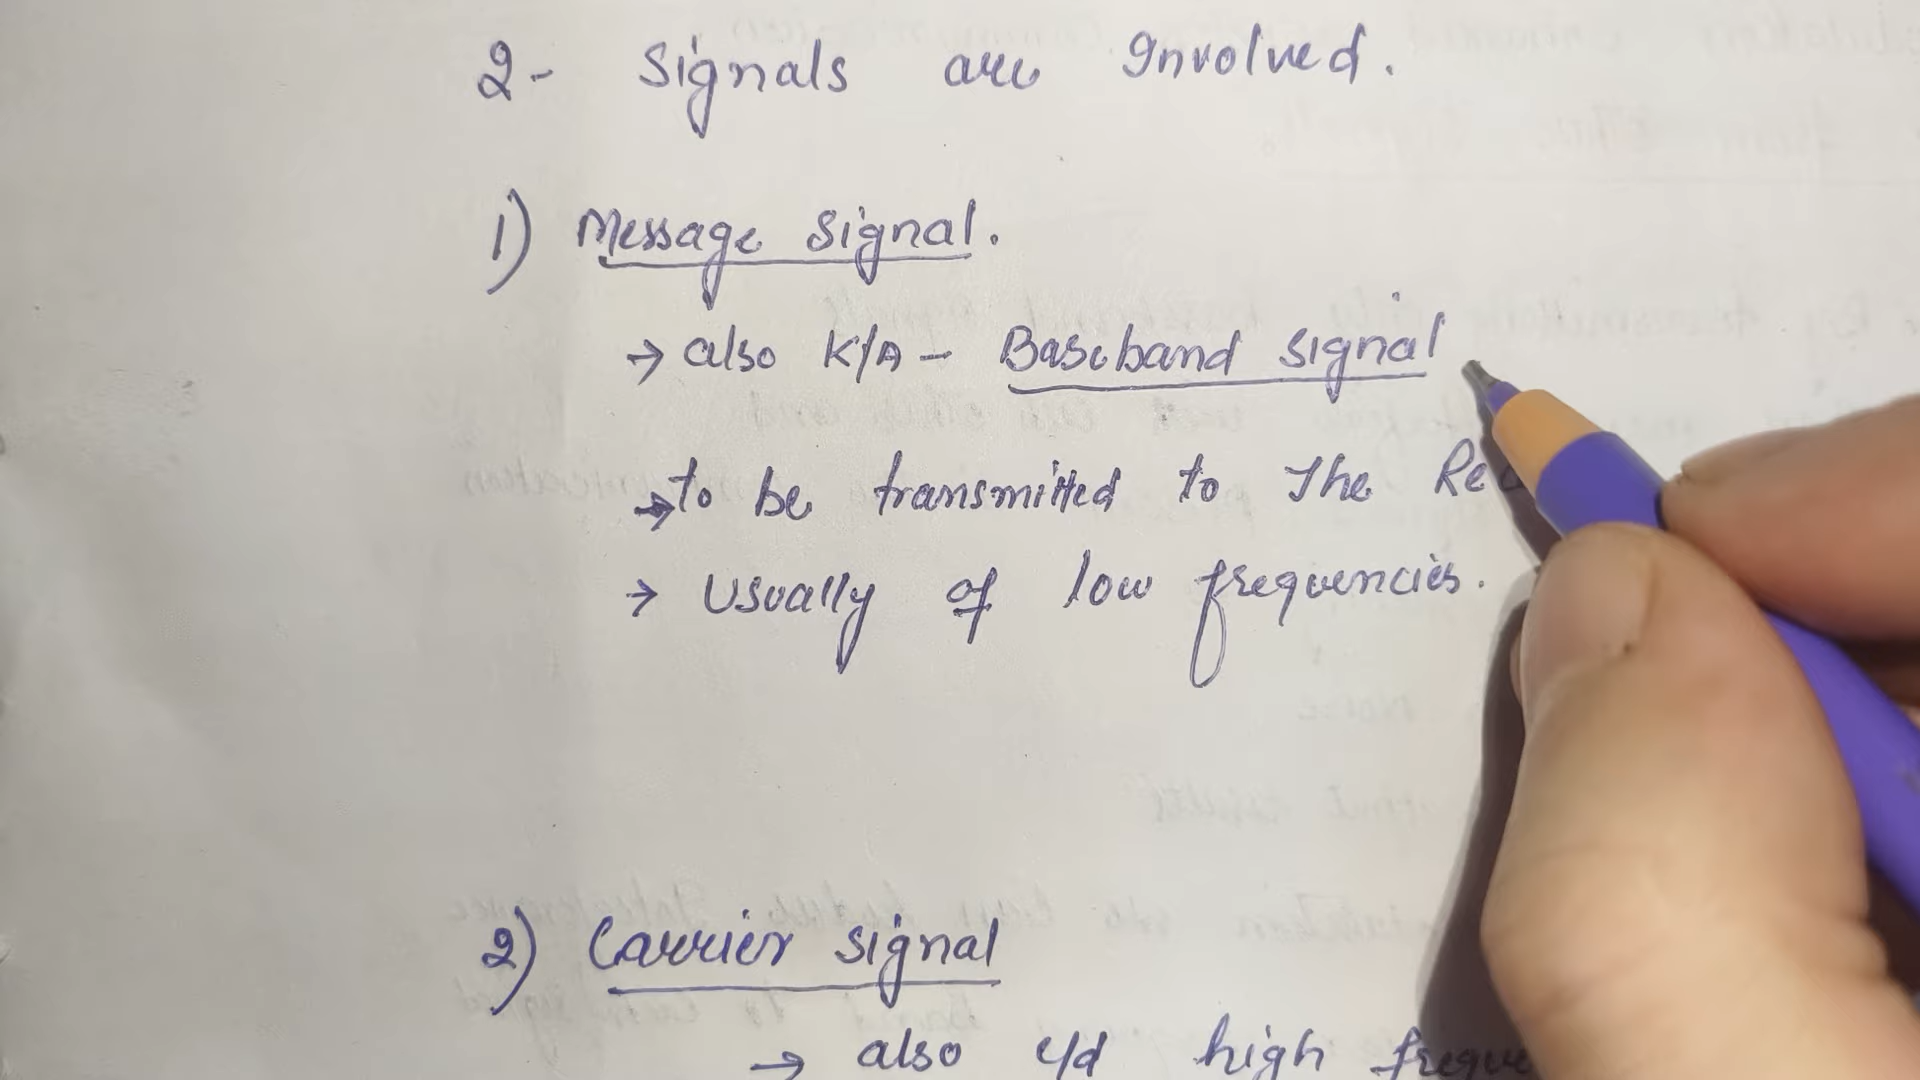 2- Signals are Involved.
1) Message Signal.
→ also K/A - Baseband Signal
→ to be transmitted to The
→ Usually of low frequencies.
2) Carrier Signal
→ also c/d high